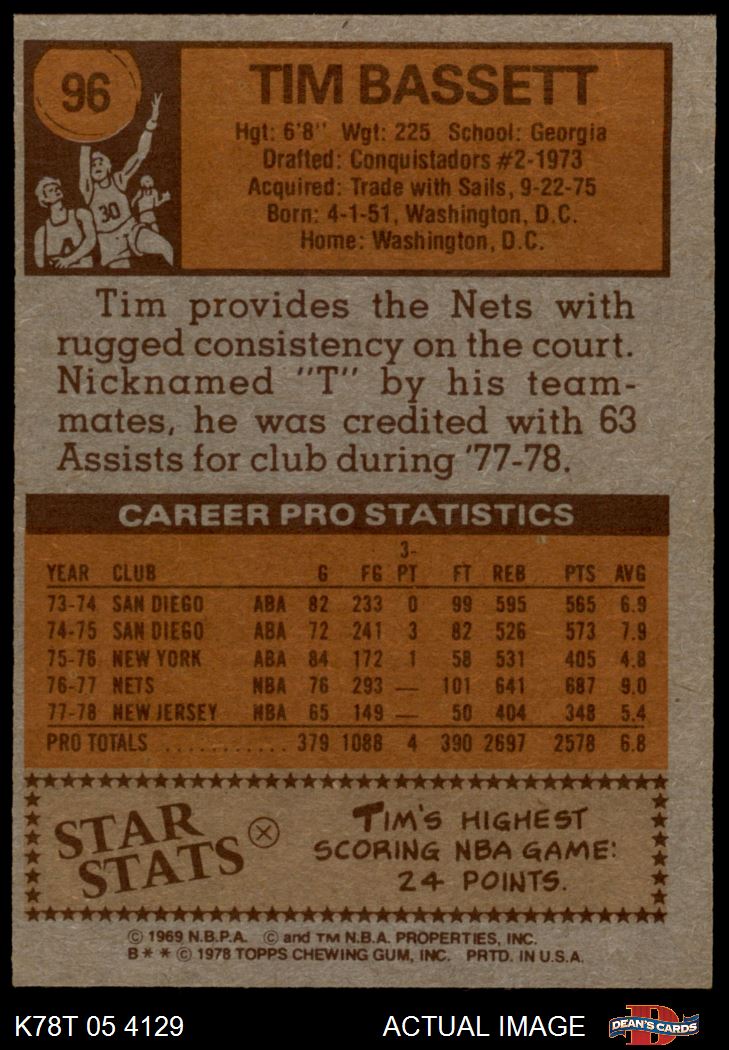 96
TIM BASSETT
Hgt: 6'8" Wgt: 225 School: Georgia
Drafted: Conquistadors #2-1973
Acquired: Trade with Sails, 9-22-75
Born: 4-1-51, Washington, D.C.
Home: Washington, D.C.
30
Tim provides the Nets with
rugged consistency on the court.
Nicknamed "T" by his team-
mates, he was credited with 63
Assists for club during '77-78.
CAREER PRO STATISTICS
YEAR CLUB G FG 3-PT FT REB PTS AVG
73-74 SAN DIEGO ABA 82 233 0 99 595 565 6.9
74-75 SAN DIEGO ABA 72 241 3 82 526 573 7.9
75-76 NEW YORK ABA 84 172 1 58 531 405 4.8
76-77 NETS NBA 76 293 — 101 641 687 9.0
77-78 NEW JERSEY NBA 65 149 — 50 404 348 5.4
PRO TOTALS ........... 379 1088 4 390 2697 2578 6.8
STAR
STATS
TIM'S HIGHEST
SCORING NBA GAME:
24 POINTS.
© 1969 N.B.P.A. © and TM N.B.A. PROPERTIES, INC.
B * * © 1978 TOPPS CHEWING GUM, INC. PRTD. IN U.S.A.
K78T 05 4129 ACTUAL IMAGE DEAN'S CARDS